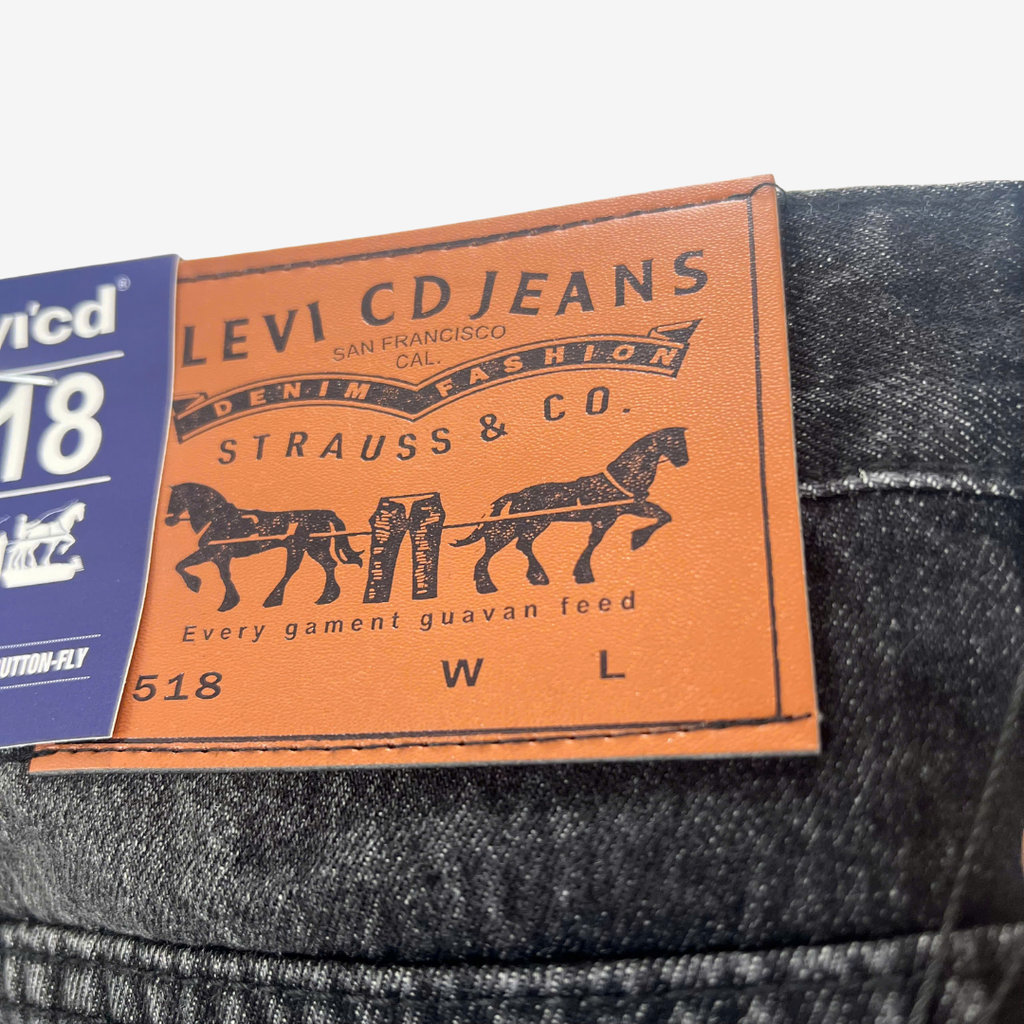 vi'cd®
18
BUTTON-FLY
LEVI CD JEANS
SAN FRANCISCO
CAL.
DENIM FASHION
STRAUSS & CO.
Every gament guavan feed
518 W L